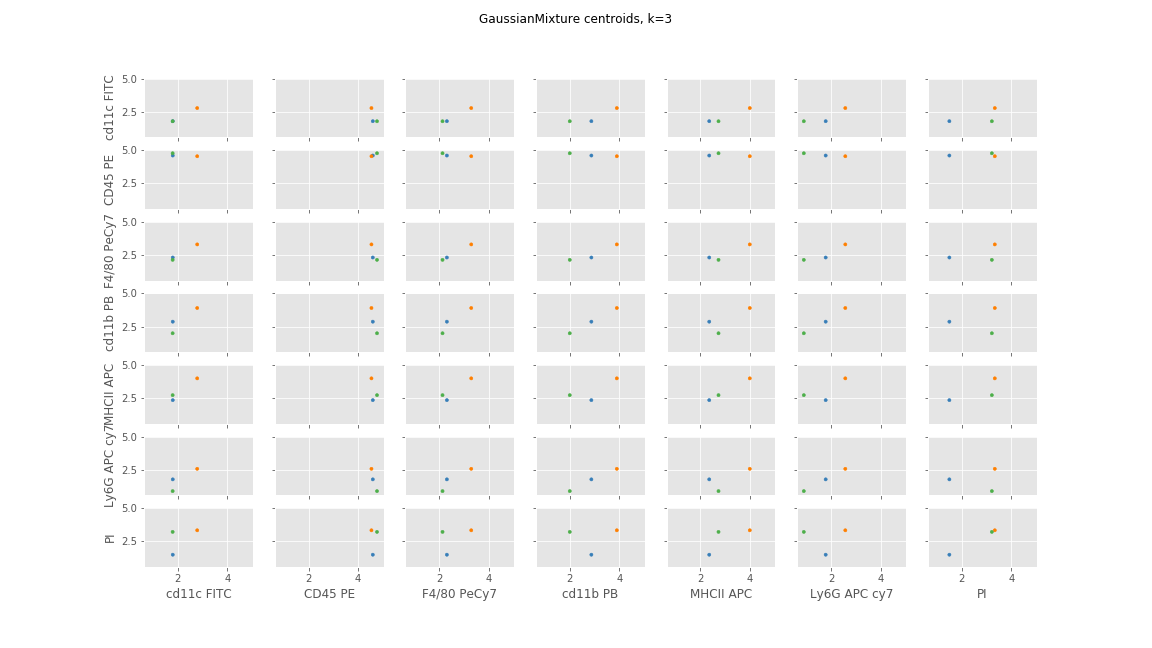 GaussianMixture centroids, k=3
cd11c FITC
5.0
2.5
CD45 PE
5.0
2.5
F4/80 PeCy7
5.0
2.5
cd11b PB
5.0
2.5
MHCII APC
5.0
2.5
Ly6G APC cy7
5.0
2.5
PI
5.0
2.5
2 4 2 4 2 4 2 4 2 4 2 4 2 4
cd11c FITC CD45 PE F4/80 PeCy7 cd11b PB MHCII APC Ly6G APC cy7 PI